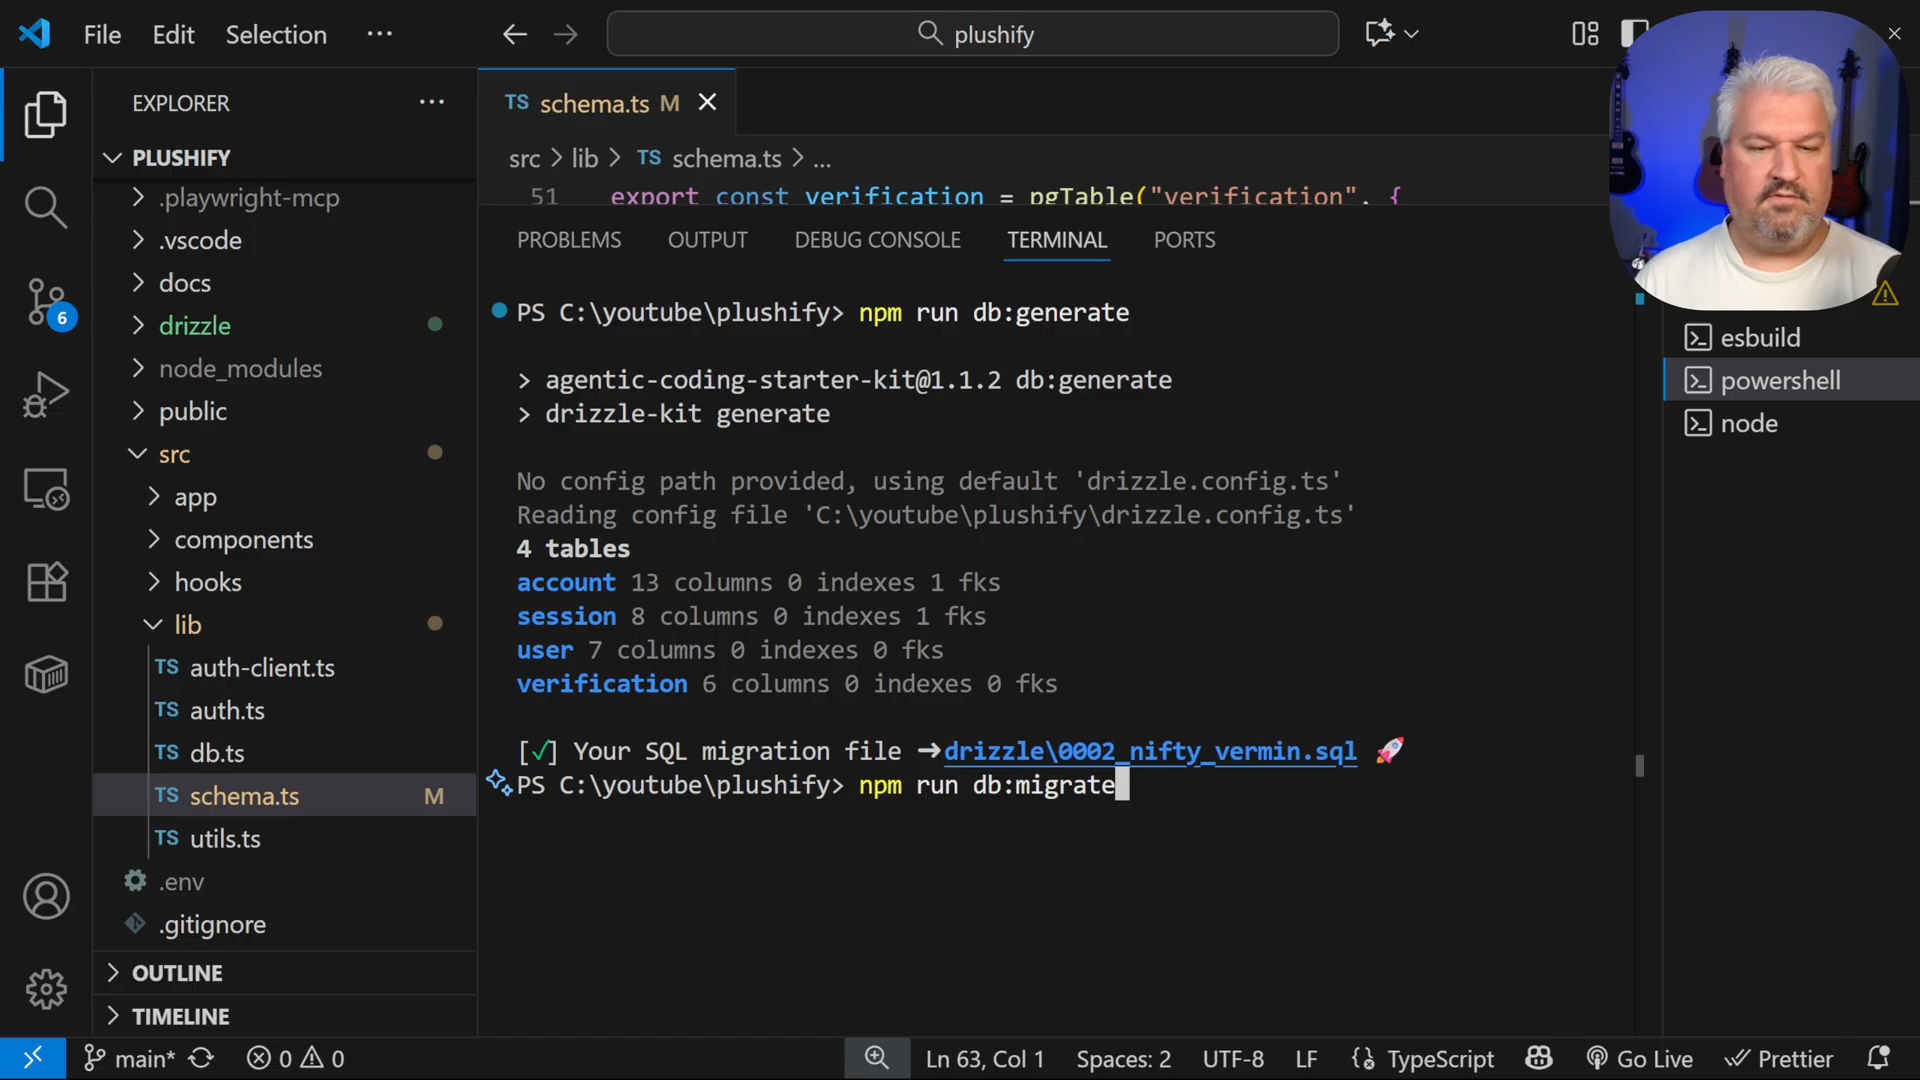 File Edit Selection ···
plushify
EXPLORER ···
PLUSHIFY
.playwright-mcp
.vscode
docs
drizzle
node_modules
public
src
app
components
hooks
lib
TS auth-client.ts
TS auth.ts
TS db.ts
TS schema.ts M
TS utils.ts
.env
.gitignore
OUTLINE
TIMELINE
6
TS schema.ts M
src > lib > TS schema.ts > ...
51 export const verification = pgTable("verification", {
PROBLEMS OUTPUT DEBUG CONSOLE TERMINAL PORTS
PS C:\youtube\plushify> npm run db:generate
> agentic-coding-starter-kit@1.1.2 db:generate
> drizzle-kit generate
No config path provided, using default 'drizzle.config.ts'
Reading config file 'C:\youtube\plushify\drizzle.config.ts'
4 tables
account 13 columns 0 indexes 1 fks
session 8 columns 0 indexes 1 fks
user 7 columns 0 indexes 0 fks
verification 6 columns 0 indexes 0 fks
[✓] Your SQL migration file ➜ drizzle\0002_nifty_vermin.sql 🚀
PS C:\youtube\plushify> npm run db:migrate
esbuild
powershell
node
main* 0 0 Ln 63, Col 1 Spaces: 2 UTF-8 LF {} TypeScript Go Live Prettier